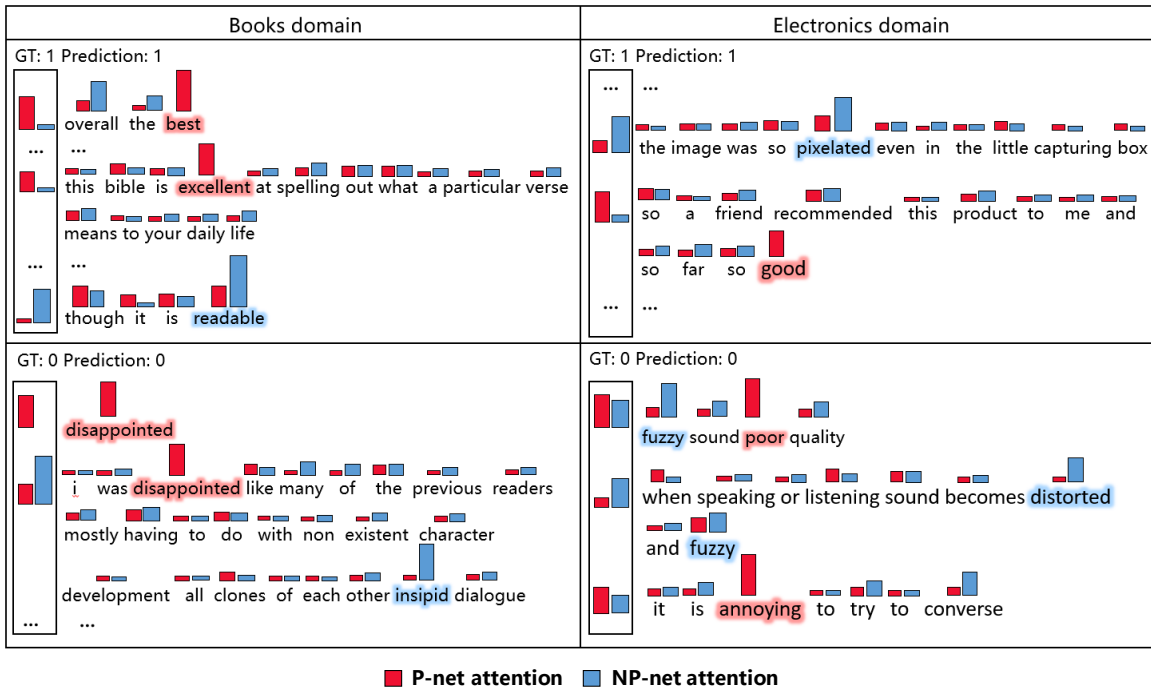 Books domain
GT: 1 Prediction: 1
overall the best
... ...
this bible is excellent at spelling out what a particular verse
means to your daily life
... ...
though it is readable
Electronics domain
GT: 1 Prediction: 1
... ...
the image was so pixelated even in the little capturing box
so a friend recommended this product to me and
so far so good
... ...
GT: 0 Prediction: 0
disappointed
i was disappointed like many of the previous readers
mostly having to do with non existent character
development all clones of each other insipid dialogue
... ...
GT: 0 Prediction: 0
fuzzy sound poor quality
when speaking or listening sound becomes distorted
and fuzzy
it is annoying to try to converse
P-net attention NP-net attention